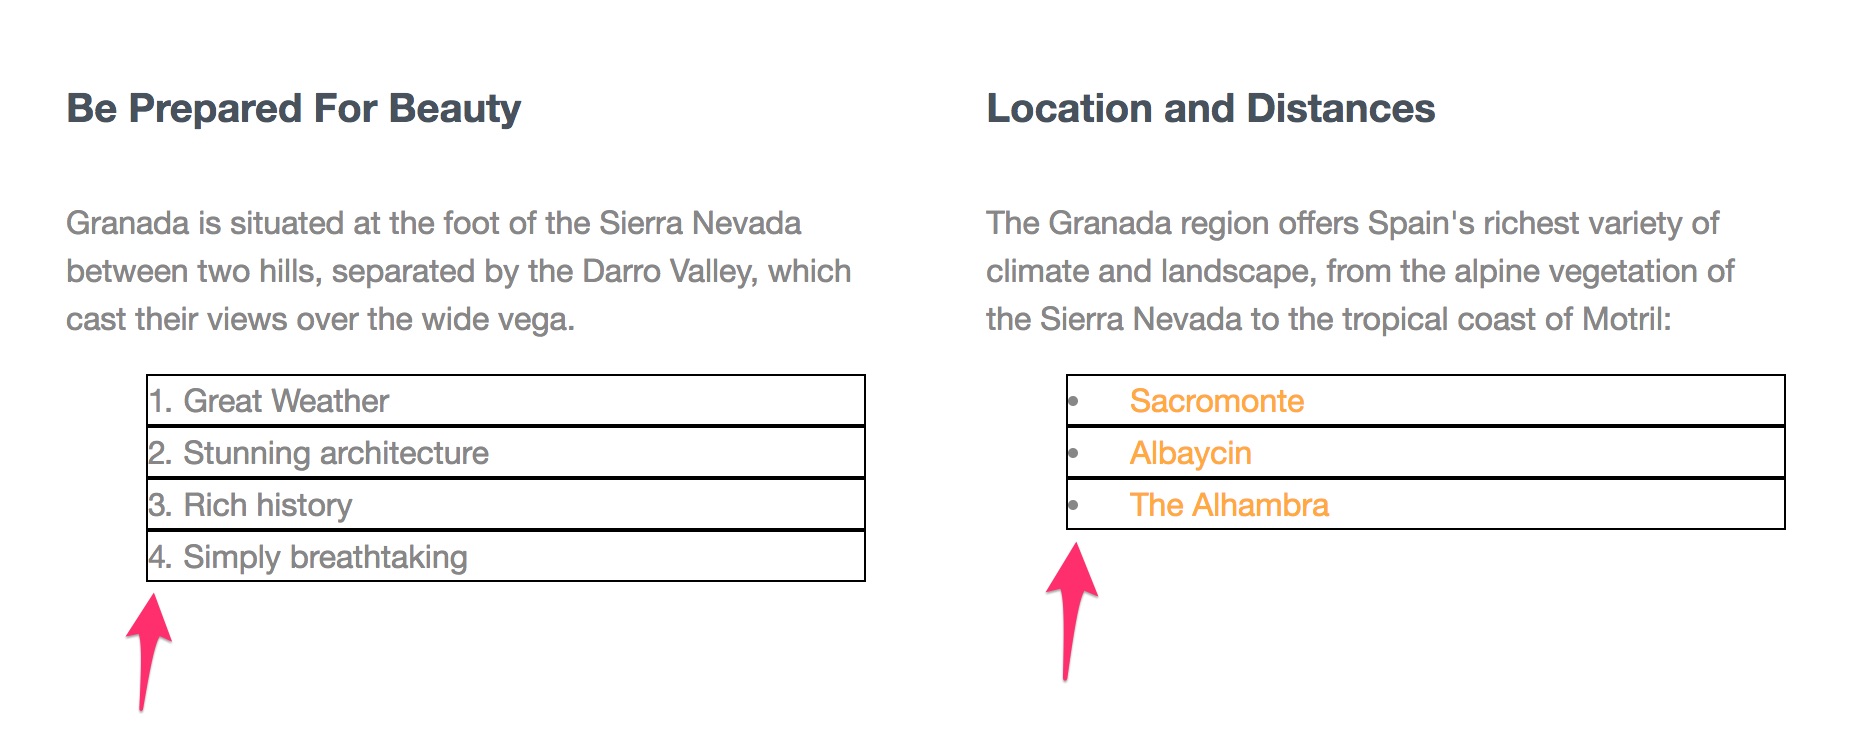 Be Prepared For Beauty
Granada is situated at the foot of the Sierra Nevada
between two hills, separated by the Darro Valley, which
cast their views over the wide vega.
1. Great Weather
2. Stunning architecture
3. Rich history
4. Simply breathtaking
Location and Distances
The Granada region offers Spain's richest variety of
climate and landscape, from the alpine vegetation of
the Sierra Nevada to the tropical coast of Motril:
• Sacromonte
• Albaycin
• The Alhambra